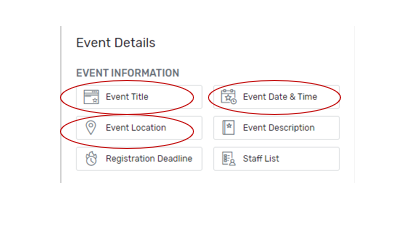 Event Details
EVENT INFORMATION
Event Title
Event Date & Time
Event Location
Event Description
Registration Deadline
Staff List